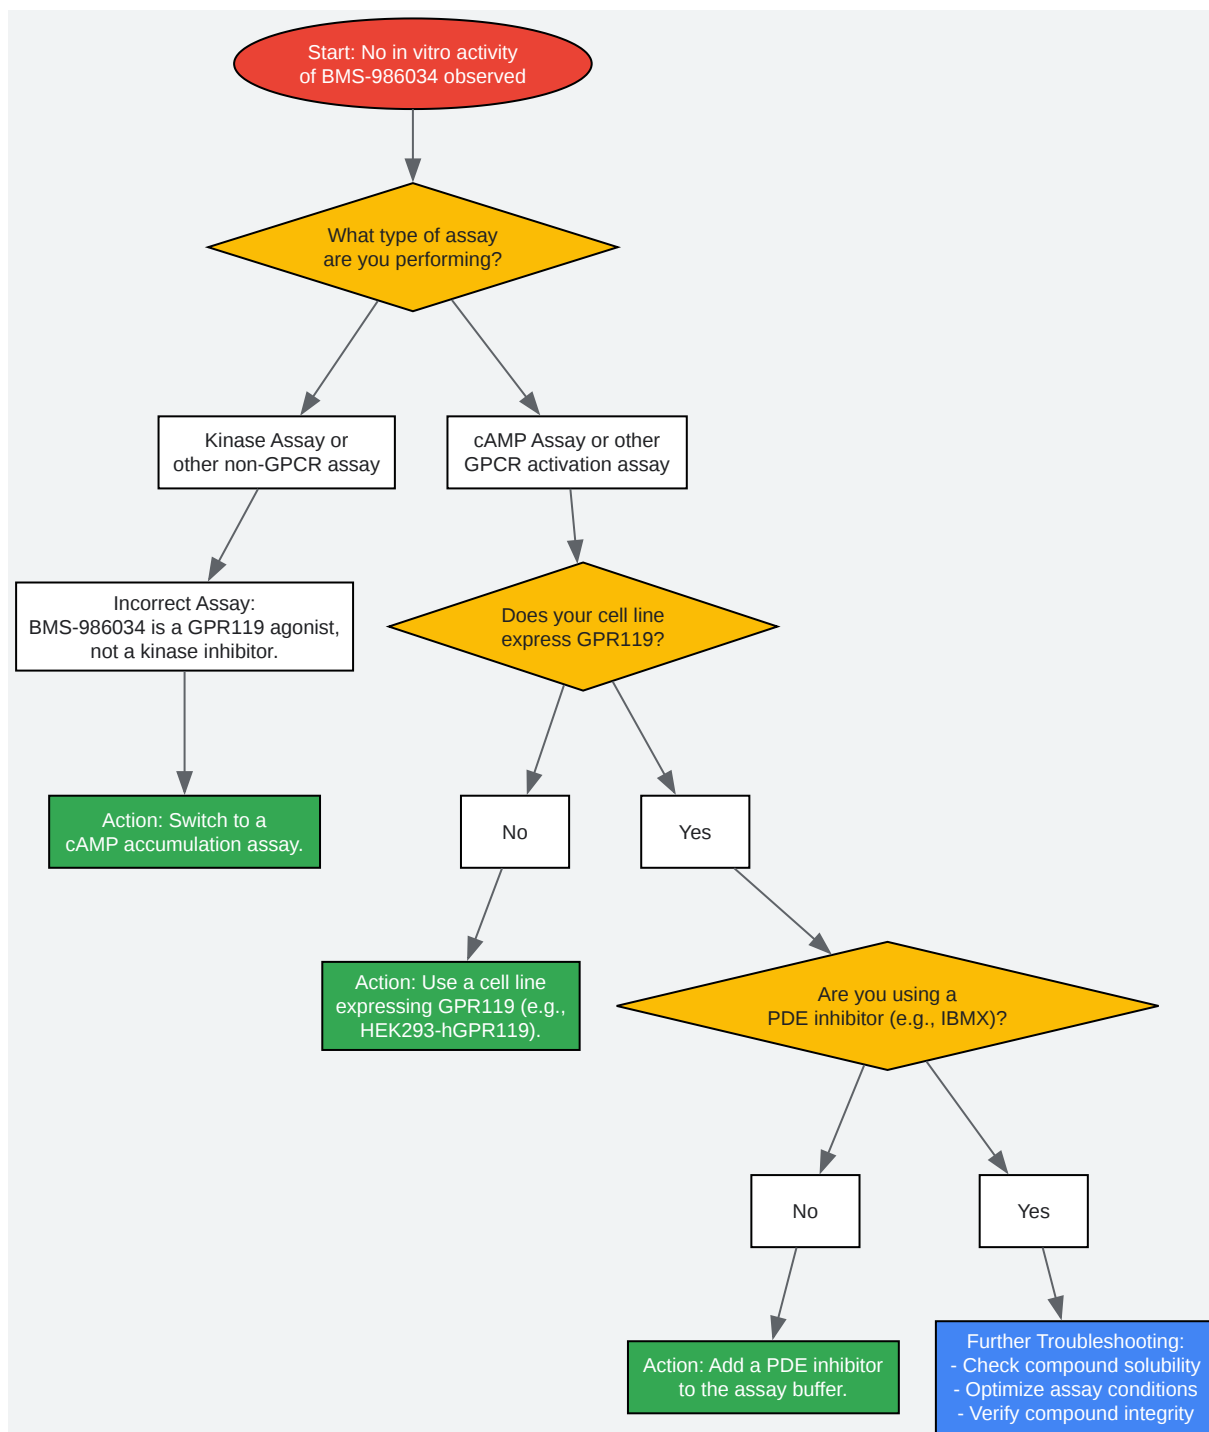 Start: No in vitro activity
of BMS-986034 observed
What type of assay
are you performing?
Kinase Assay or
other non-GPCR assay
cAMP Assay or other
GPCR activation assay
Incorrect Assay:
BMS-986034 is a GPR119 agonist,
not a kinase inhibitor.
Does your cell line
express GPR119?
Action: Switch to a
cAMP accumulation assay.
No
Yes
Action: Use a cell line
expressing GPR119 (e.g.,
HEK293-hGPR119).
Are you using a
PDE inhibitor (e.g., IBMX)?
No
Yes
Action: Add a PDE inhibitor
to the assay buffer.
Further Troubleshooting:
- Check compound solubility
- Optimize assay conditions
- Verify compound integrity